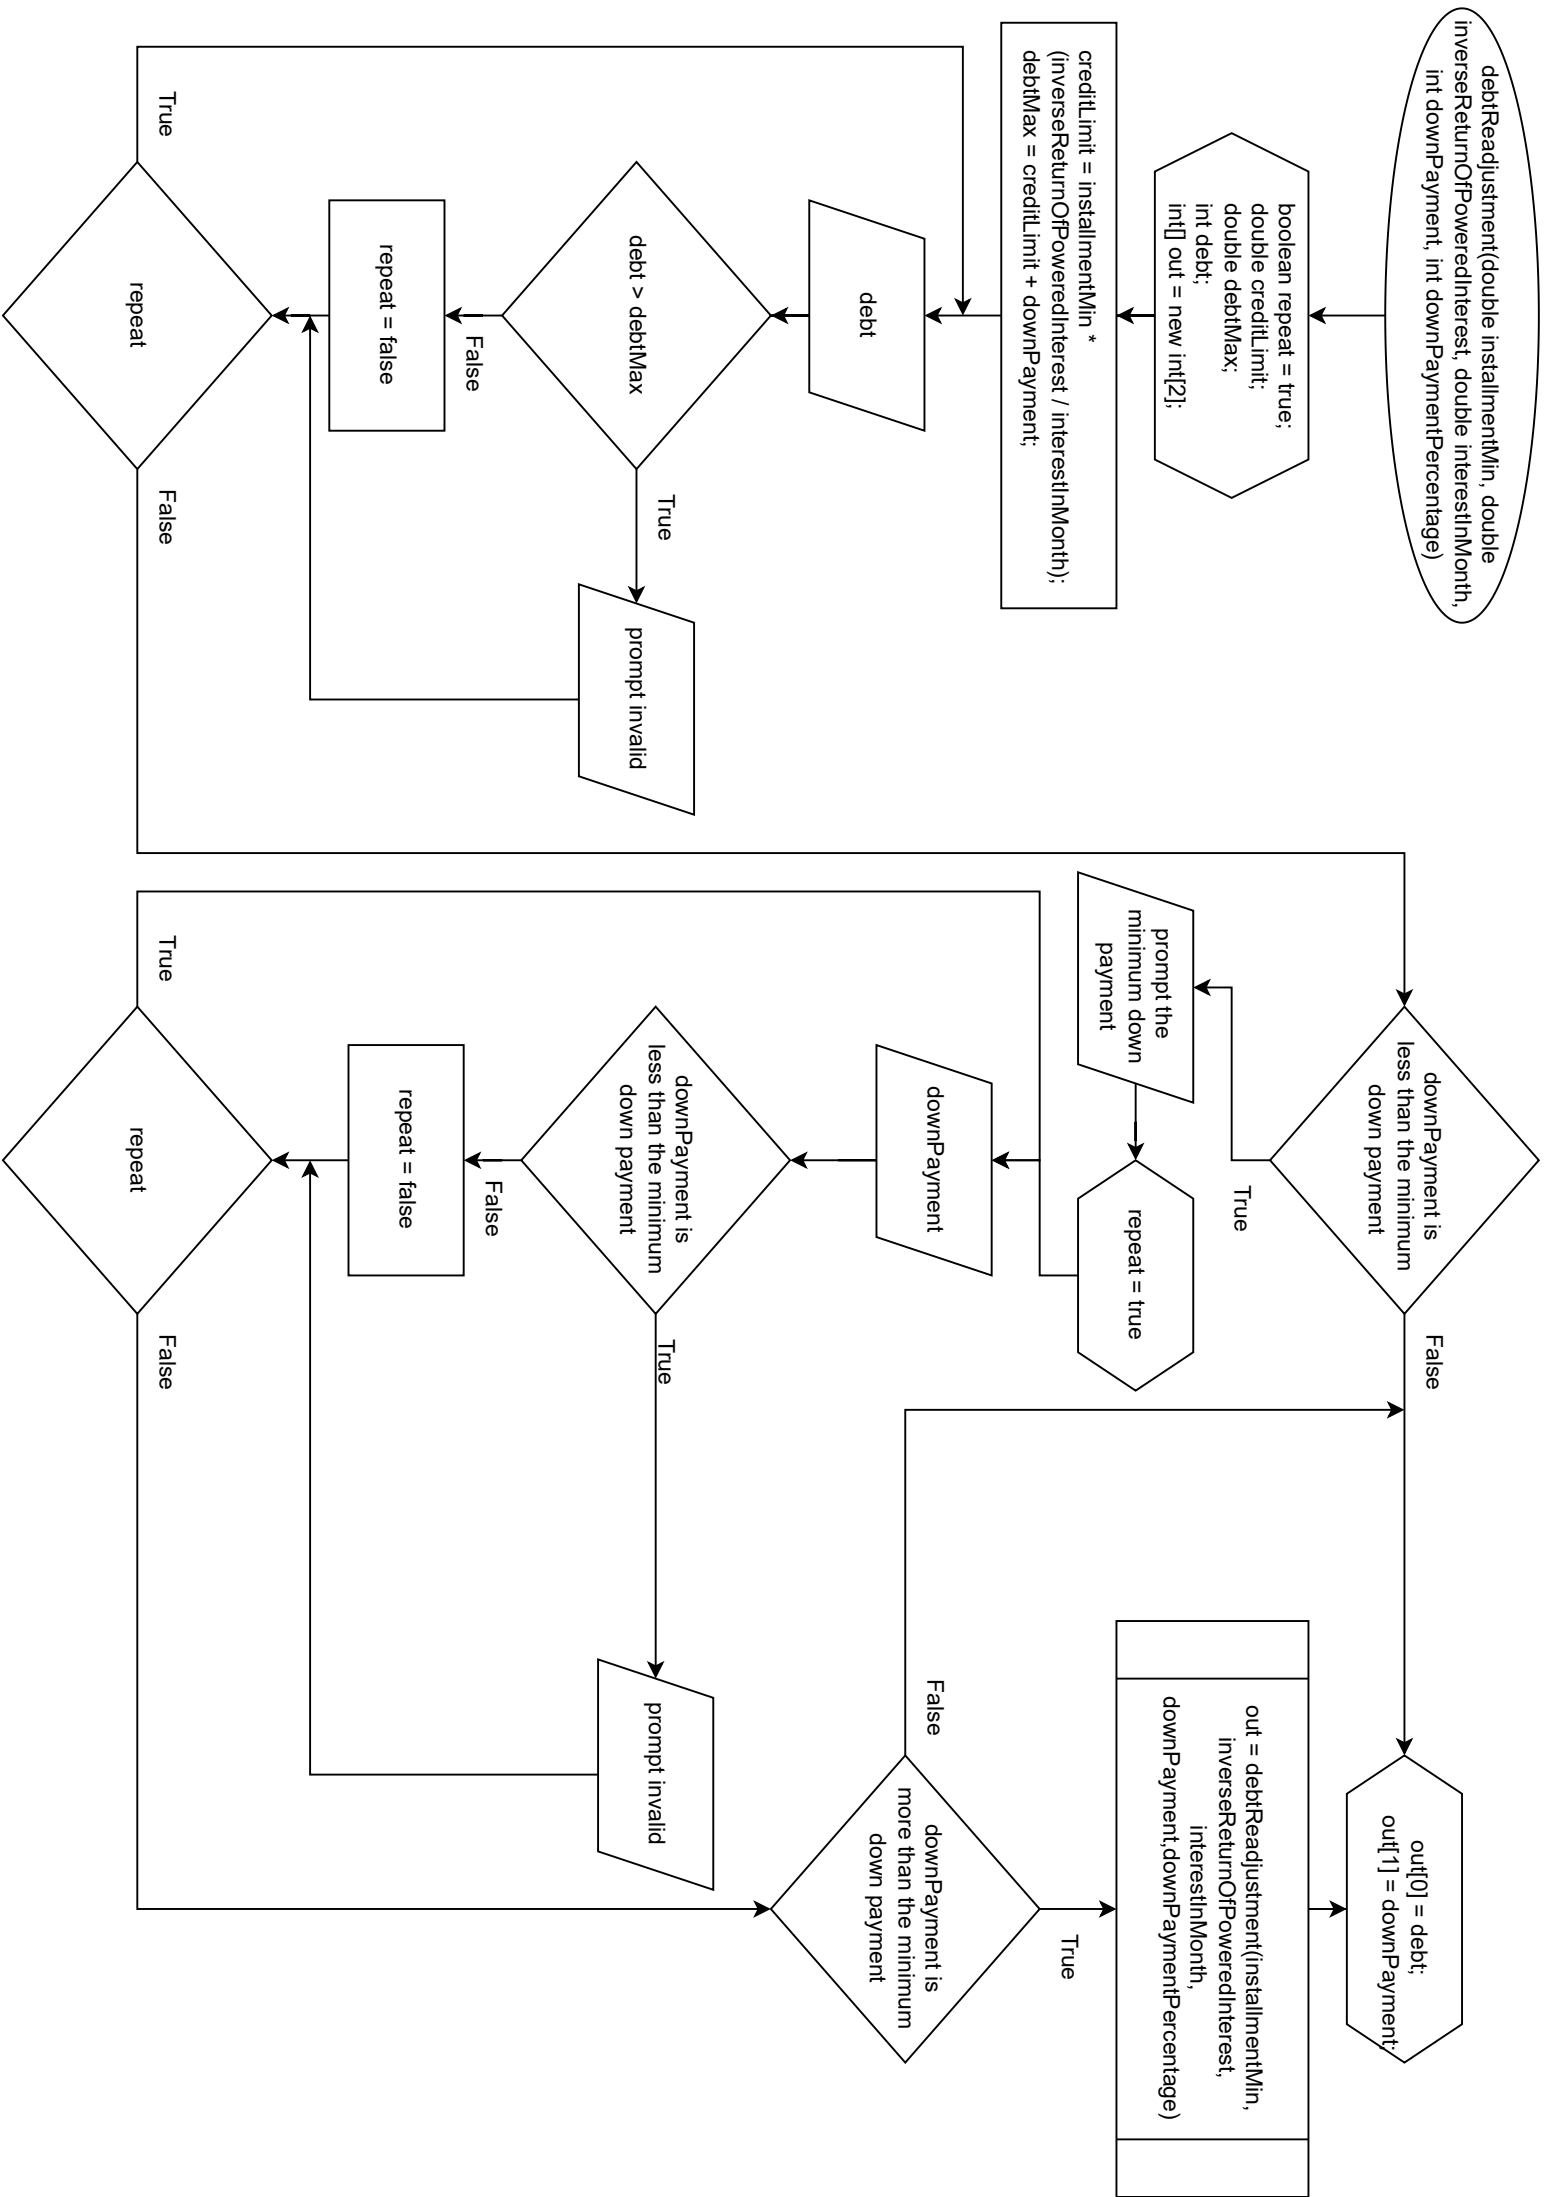 debtReadjustment(double installmentMin, double
inverseReturnOfPoweredInterest, double interestInMonth,
int downPayment, int downPaymentPercentage)
boolean repeat = true;
double creditLimit;
double debtMax;
int debt;
int[] out = new int[2];
creditLimit = installmentMin *
(inverseReturnOfPoweredInterest / interestInMonth);
debtMax = creditLimit + downPayment;
debt
debt > debtMax
True
prompt invalid
False
repeat = false
repeat
True
False
downPayment is
less than the minimum
down payment
True
False
prompt the
minimum down
payment
repeat = true
downPayment
downPayment is
less than the minimum
down payment
True
prompt invalid
False
repeat = false
repeat
True
False
downPayment is
more than the minimum
down payment
False
True
out = debtReadjustment(installmentMin,
inverseReturnOfPoweredInterest,
interestInMonth,
downPayment,downPaymentPercentage)
out[0] = debt;
out[1] = downPayment;